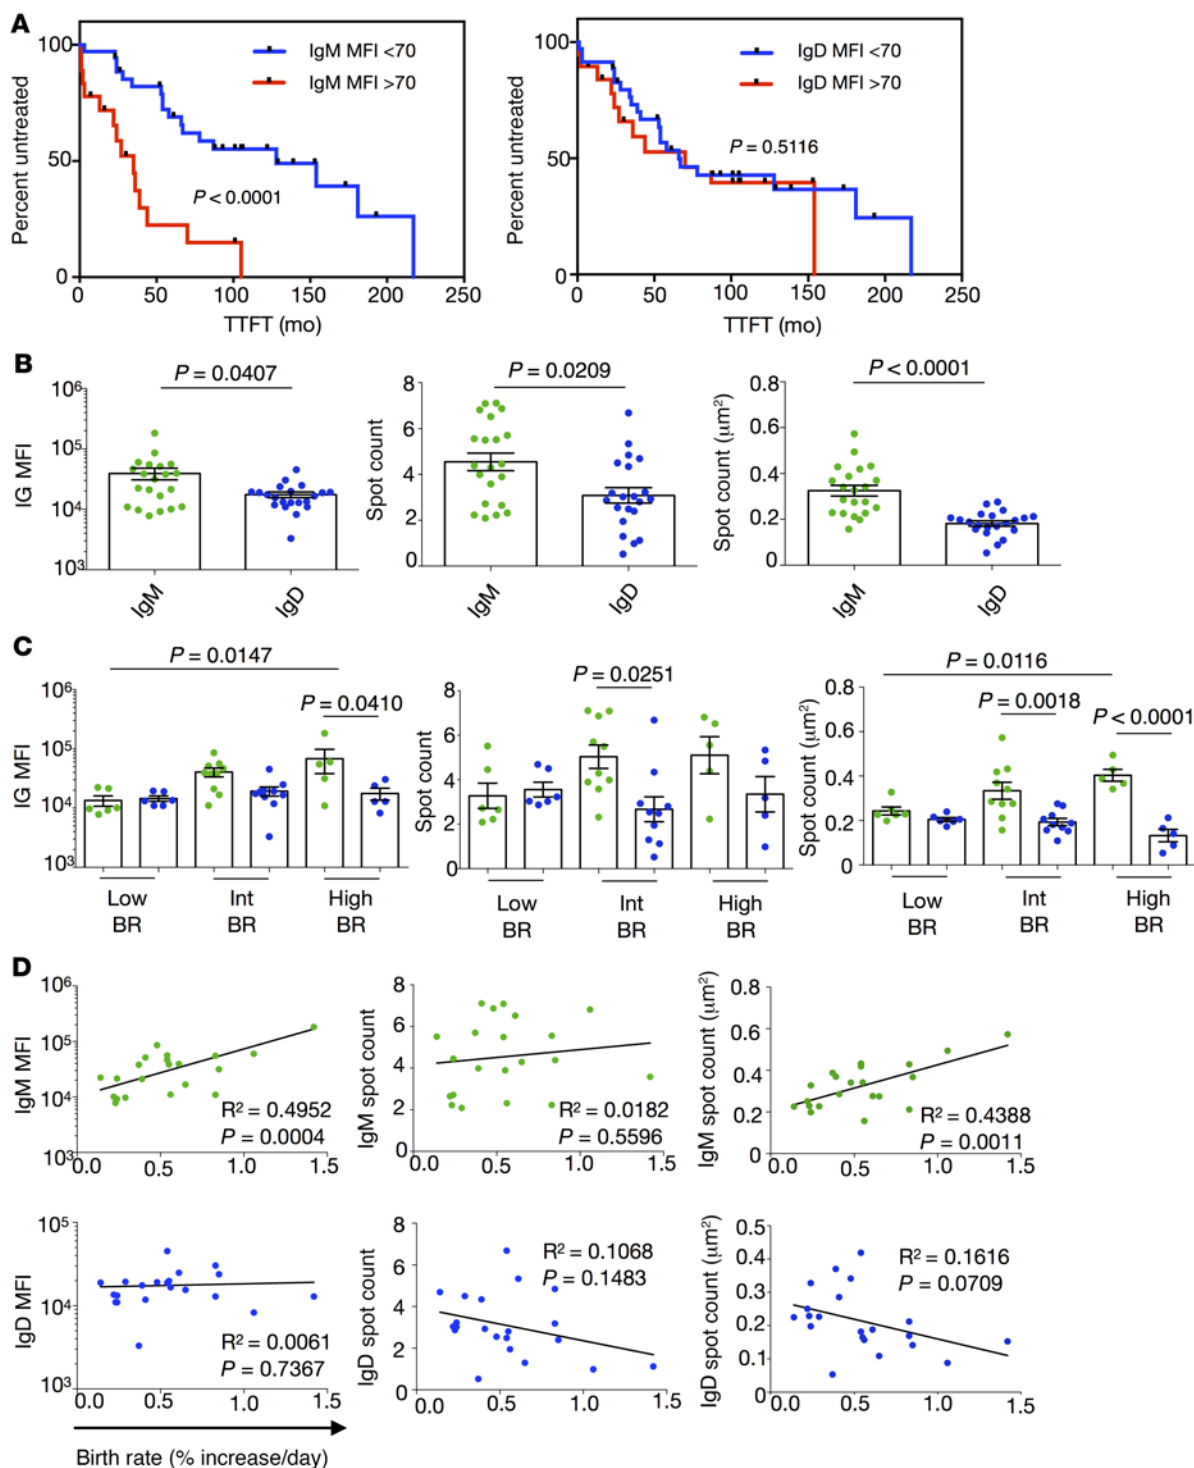 A
Percent untreated
100
50
0
IgM MFI <70
IgM MFI >70
P < 0.0001
0 50 100 150 200 250
TTFT (mo)
Percent untreated
100
50
0
IgD MFI <70
IgD MFI >70
P = 0.5116
0 50 100 150 200 250
TTFT (mo)
B
IG MFI
10⁶
10⁵
10⁴
10³
P = 0.0407
IgM IgD
Spot count
8
6
4
2
0
P = 0.0209
IgM IgD
Spot count (μm²)
0.8
0.6
0.4
0.2
0
P < 0.0001
IgM IgD
C
IG MFI
10⁶
10⁵
10⁴
10³
P = 0.0147
P = 0.0410
Low Int High
BR BR BR
Spot count
8
6
4
2
0
P = 0.0251
Low Int High
BR BR BR
Spot count (μm²)
0.8
0.6
0.4
0.2
0
P = 0.0116
P = 0.0018
P < 0.0001
Low Int High
BR BR BR
D
IgM MFI
10⁶
10⁵
10⁴
10³
R² = 0.4952
P = 0.0004
0.0 0.5 1.0 1.5
IgM spot count
8
6
4
2
0
R² = 0.0182
P = 0.5596
0.0 0.5 1.0 1.5
IgM spot count (μm²)
0.8
0.6
0.4
0.2
0
R² = 0.4388
P = 0.0011
0.0 0.5 1.0 1.5
IgD MFI
10⁵
10⁴
10³
R² = 0.0061
P = 0.7367
0.0 0.5 1.0 1.5
IgD spot count
8
6
4
2
0
R² = 0.1068
P = 0.1483
0.0 0.5 1.0 1.5
IgD spot count (μm²)
0.5
0.4
0.3
0.2
0.1
0
R² = 0.1616
P = 0.0709
0.0 0.5 1.0 1.5
Birth rate (% increase/day)